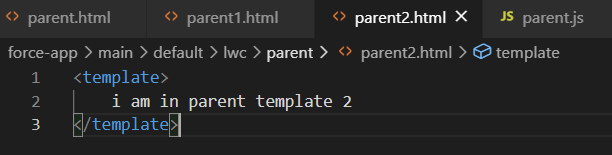 parent.html parent1.html parent2.html JS parent.js
force-app > main > default > lwc > parent > parent2.html > template
1 <template>
2 i am in parent template 2
3 </template>